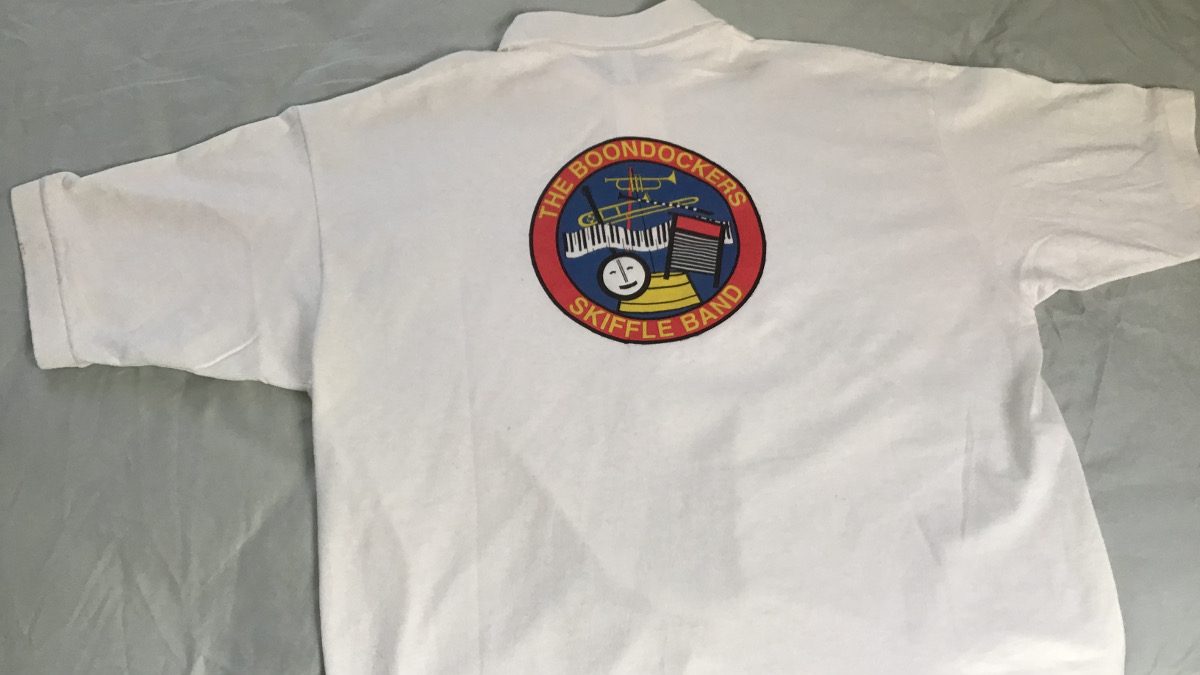 THE BOONDOCKERS
SKIFFLE BAND